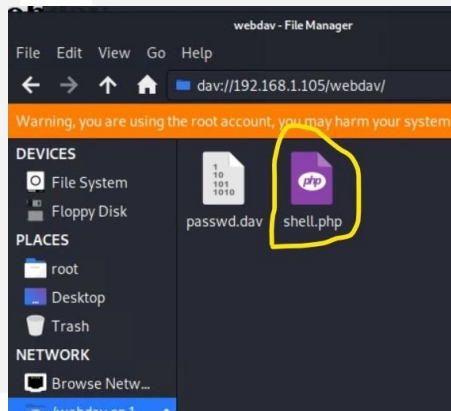 webdav - File Manager
File Edit View Go Help
dav://192.168.1.105/webdav/
Warning, you are using the root account, you may harm your system
DEVICES
File System
Floppy Disk
PLACES
root
Desktop
Trash
NETWORK
Browse Netw...
1
10
101
1010
passwd.dav
php
shell.php